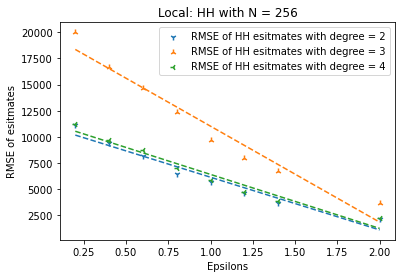 Local: HH with N = 256
RMSE of HH esitmates with degree = 2
RMSE of HH esitmates with degree = 3
RMSE of HH esitmates with degree = 4
RMSE of esitmates
20000
17500
15000
12500
10000
7500
5000
2500
0.25 0.50 0.75 1.00 1.25 1.50 1.75 2.00
Epsilons